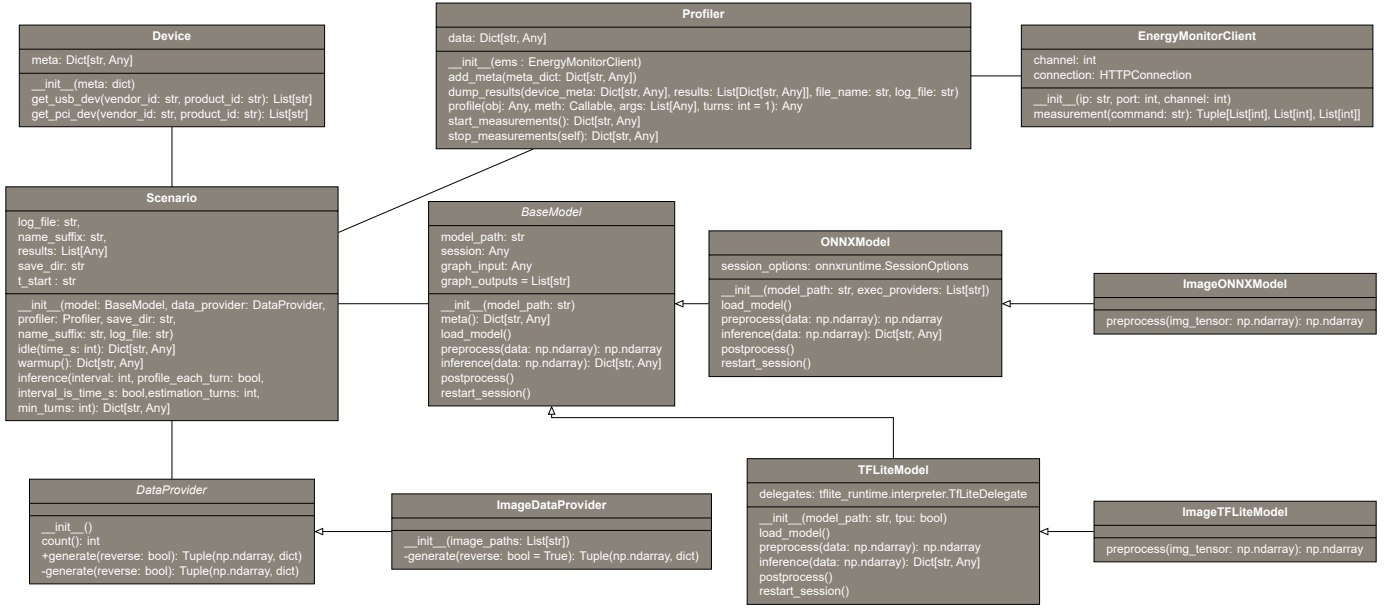 Device
meta: Dict[str, Any]
__init__(meta: dict)
get_usb_dev(vendor_id: str, product_id: str): List[str]
get_pci_dev(vendor_id: str, product_id: str): List[str]
Profiler
data: Dict[str, Any]
__init__(ems : EnergyMonitorClient)
add_meta(meta_dict: Dict[str, Any])
dump_results(device_meta: Dict[str, Any], results: List[Dict[str, Any]], file_name: str, log_file: str)
profile(obj: Any, meth: Callable, args: List[Any], turns: int = 1): Any
start_measurements(): Dict[str, Any]
stop_measurements(self): Dict[str, Any]
EnergyMonitorClient
channel: int
connection: HTTPConnection
__init__(ip: str, port: int, channel: int)
measurement(command: str): Tuple[List[int], List[int], List[int]]
Scenario
log_file: str,
name_suffix: str,
results: List[Any]
save_dir: str
t_start : str
__init__(model: BaseModel, data_provider: DataProvider,
profiler: Profiler, save_dir: str,
name_suffix: str, log_file: str)
idle(time_s: int): Dict[str, Any]
warmup(): Dict[str, Any]
inference(interval: int, profile_each_turn: bool,
interval_is_time_s: bool,estimation_turns: int,
min_turns: int): Dict[str, Any]
BaseModel
model_path: str
session: Any
graph_input: Any
graph_outputs = List[str]
__init__(model_path: str)
meta(): Dict[str, Any]
load_model()
preprocess(data: np.ndarray): np.ndarray
inference(data: np.ndarray): Dict[str, Any]
postprocess()
restart_session()
ONNXModel
session_options: onnxruntime.SessionOptions
__init__(model_path: str, exec_providers: List[str])
load_model()
preprocess(data: np.ndarray): np.ndarray
inference(data: np.ndarray): Dict[str, Any]
postprocess()
restart_session()
ImageONNXModel
preprocess(img_tensor: np.ndarray): np.ndarray
DataProvider
__init__()
count(): int
+generate(reverse: bool): Tuple(np.ndarray, dict)
-generate(reverse: bool): Tuple(np.ndarray, dict)
ImageDataProvider
__init__(image_paths: List[str])
-generate(reverse: bool = True): Tuple(np.ndarray, dict)
TFLiteModel
delegates: tflite_runtime.interpreter.TfLiteDelegate
__init__(model_path: str, tpu: bool)
load_model()
preprocess(data: np.ndarray): np.ndarray
inference(data: np.ndarray): Dict[str, Any]
postprocess()
restart_session()
ImageTFLiteModel
preprocess(img_tensor: np.ndarray): np.ndarray